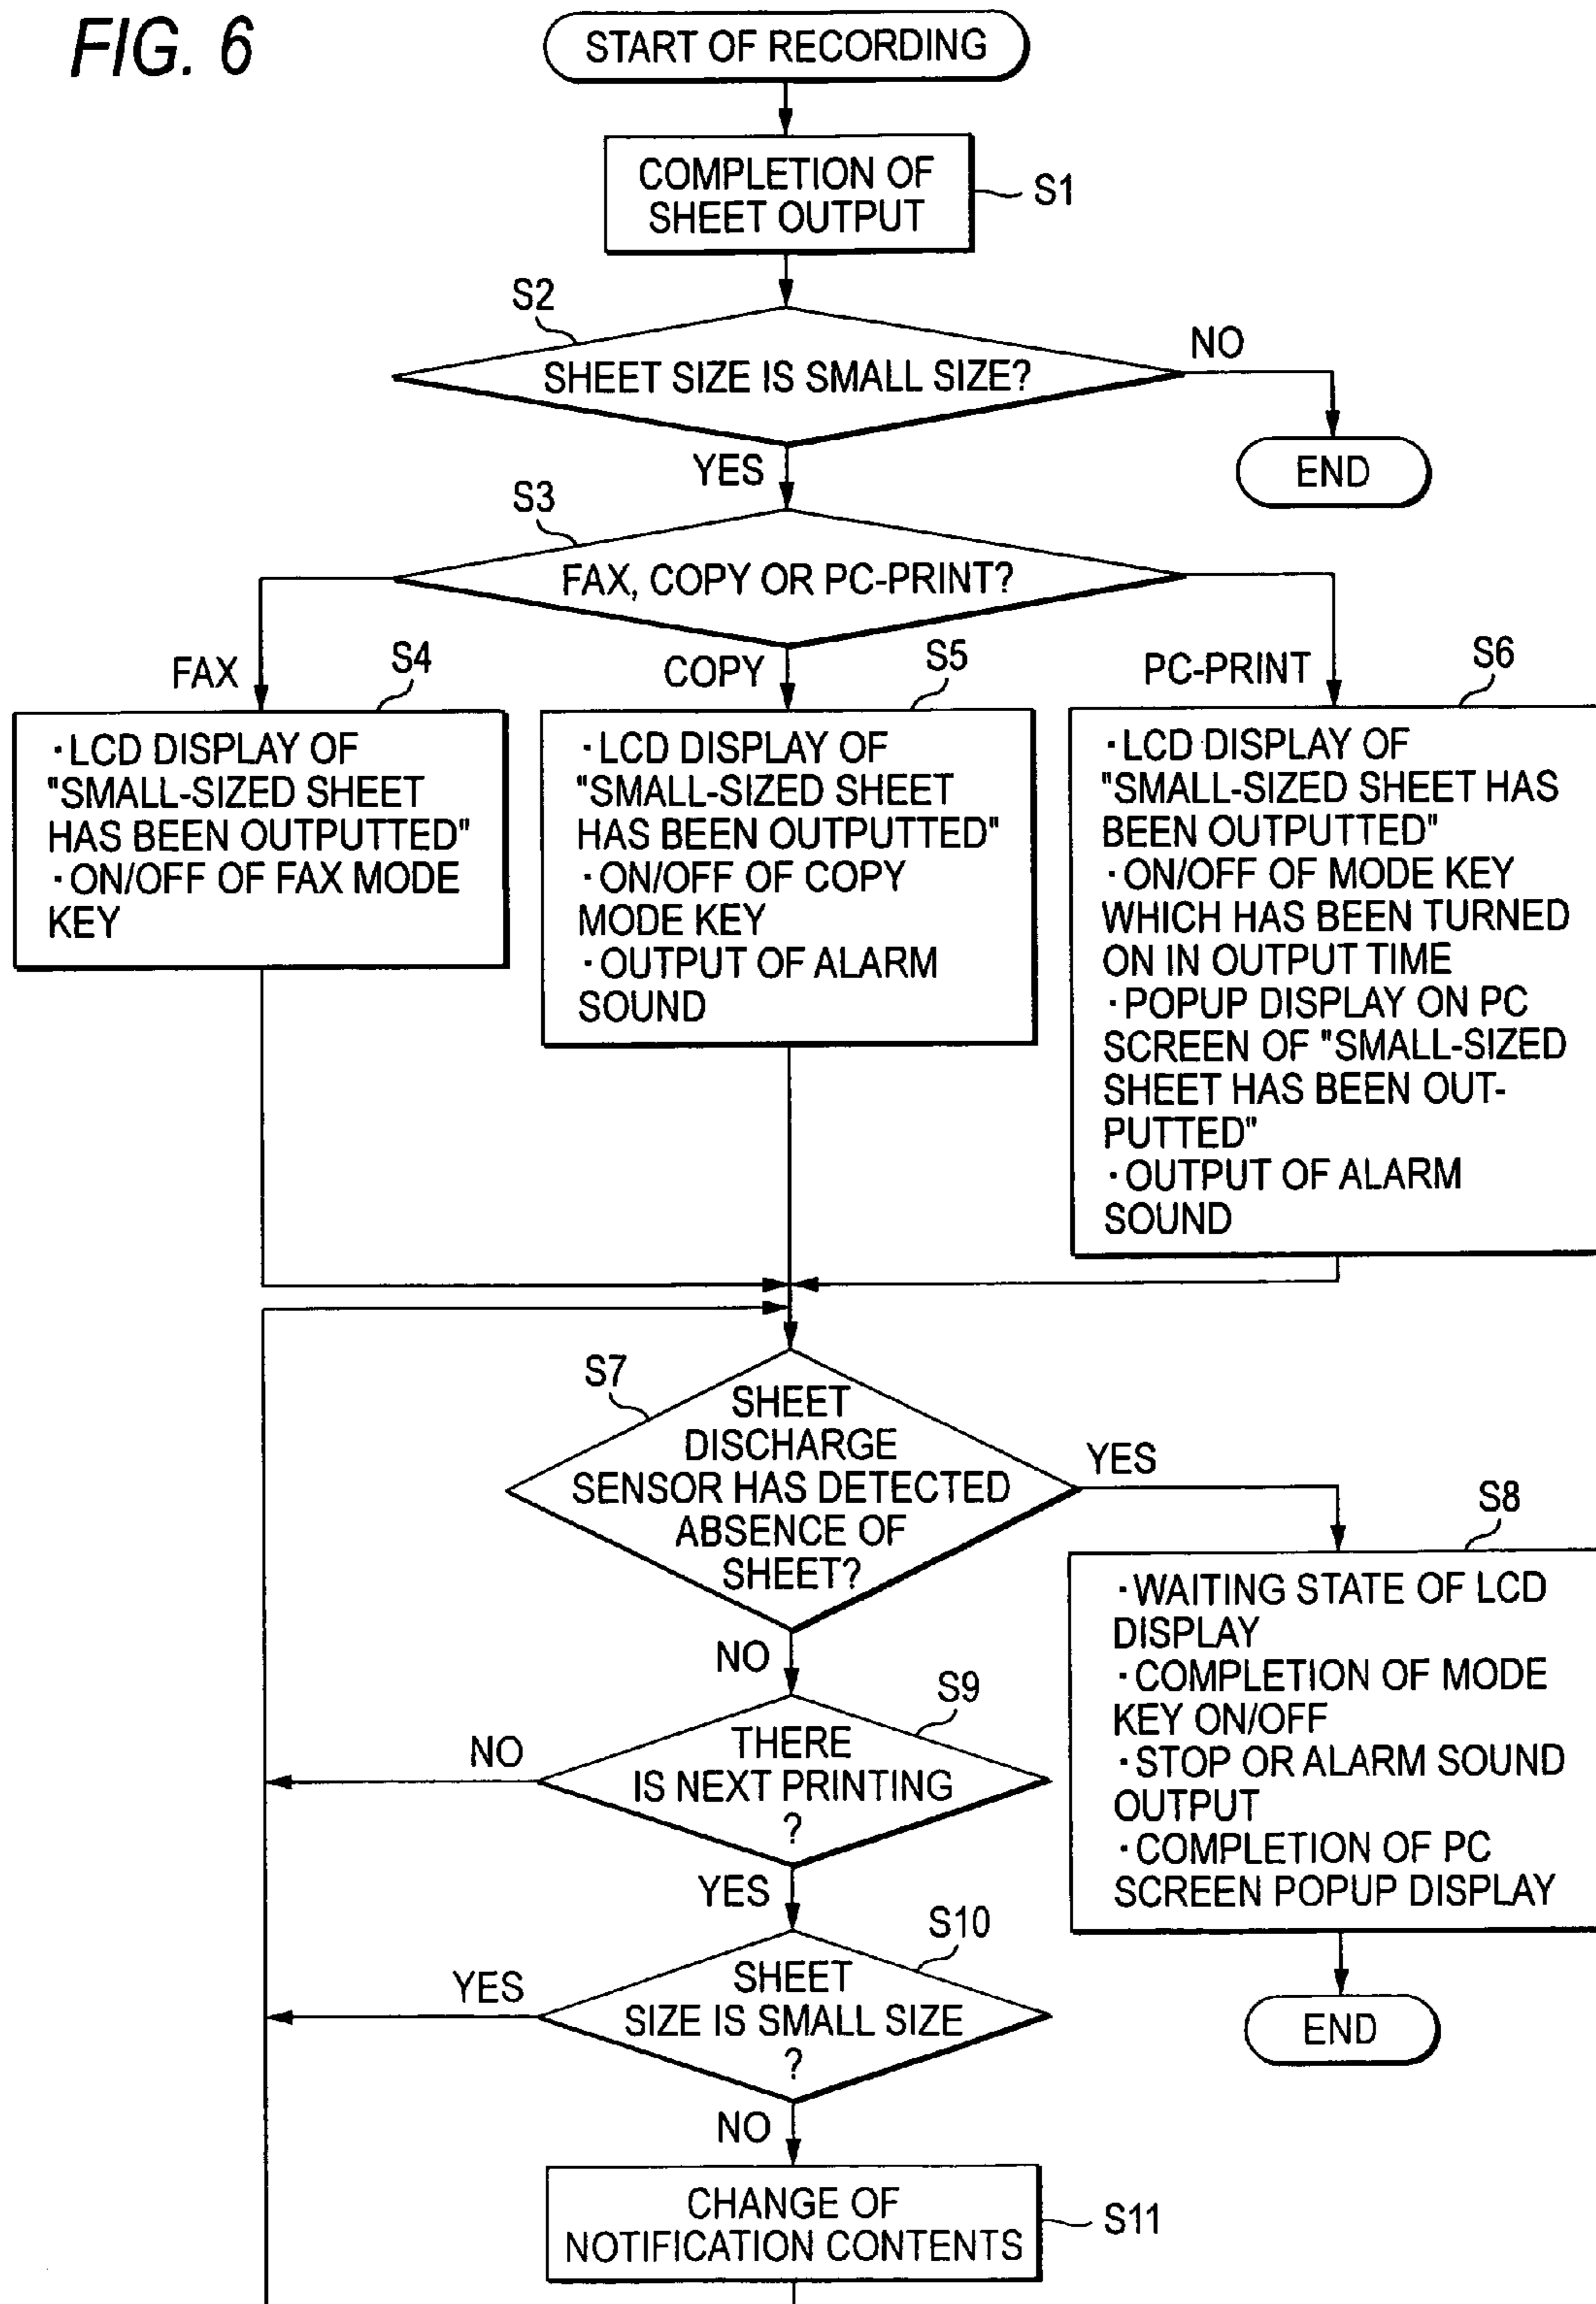 FIG. 6
START OF RECORDING
COMPLETION OF
SHEET OUTPUT
S1
S2
SHEET SIZE IS SMALL SIZE?
NO
END
YES
S3
FAX, COPY OR PC-PRINT?
FAX
S4
COPY
S5
PC-PRINT
S6
·LCD DISPLAY OF
"SMALL-SIZED SHEET
HAS BEEN OUTPUTTED"
·ON/OFF OF FAX MODE
KEY
·LCD DISPLAY OF
"SMALL-SIZED SHEET
HAS BEEN OUTPUTTED"
·ON/OFF OF COPY
MODE KEY
·OUTPUT OF ALARM
SOUND
·LCD DISPLAY OF
"SMALL-SIZED SHEET HAS
BEEN OUTPUTTED"
·ON/OFF OF MODE KEY
WHICH HAS BEEN TURNED
ON IN OUTPUT TIME
·POPUP DISPLAY ON PC
SCREEN OF "SMALL-SIZED
SHEET HAS BEEN OUT-
PUTTED"
·OUTPUT OF ALARM
SOUND
S7
SHEET
DISCHARGE
SENSOR HAS DETECTED
ABSENCE OF
SHEET?
YES
S8
·WAITING STATE OF LCD
DISPLAY
·COMPLETION OF MODE
KEY ON/OFF
·STOP OR ALARM SOUND
OUTPUT
·COMPLETION OF PC
SCREEN POPUP DISPLAY
END
NO
S9
THERE
IS NEXT PRINTING
?
NO
YES
S10
SHEET
SIZE IS SMALL SIZE
?
YES
NO
CHANGE OF
NOTIFICATION CONTENTS
S11